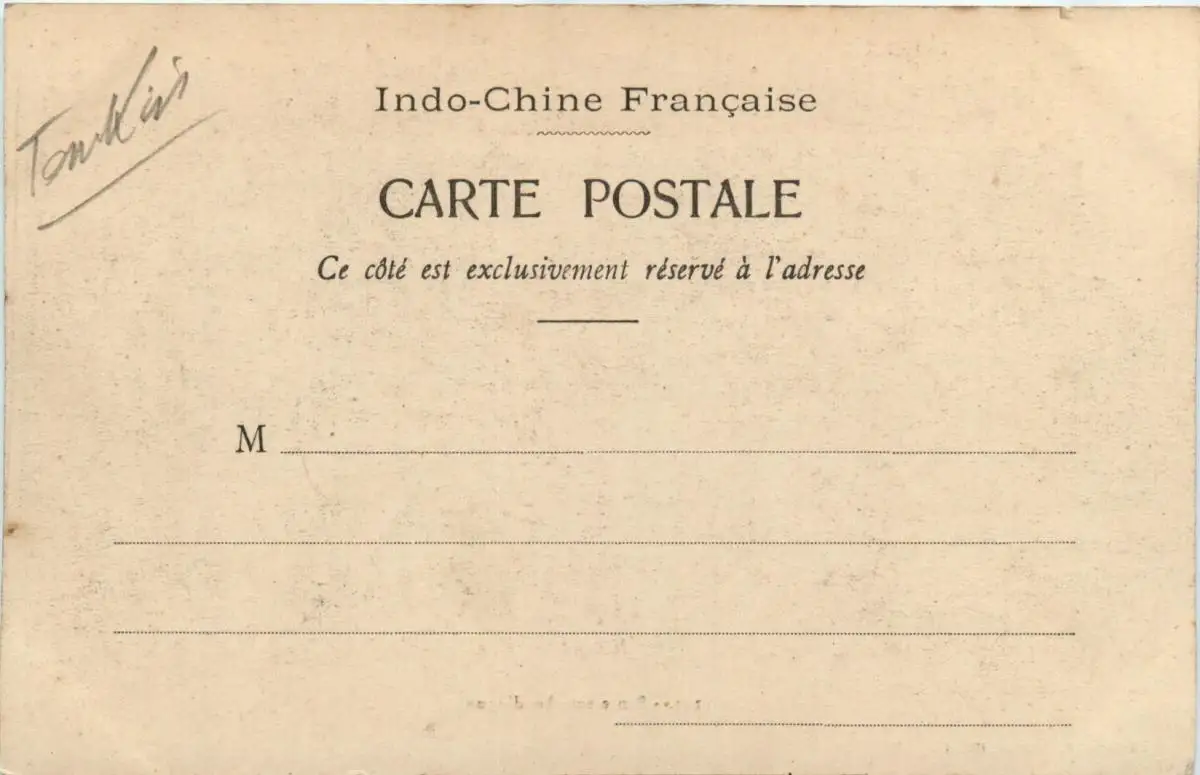 Tonkin
Indo-Chine Française
CARTE POSTALE
Ce côté est exclusivement réservé à l'adresse
M